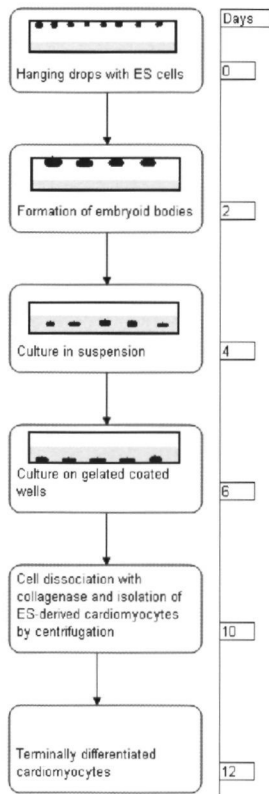 Days
Hanging drops with ES cells
0
Formation of embryoid bodies
2
Culture in suspension
4
Culture on gelated coated
wells
6
Cell dissociation with
collagenase and isolation of
ES-derived cardiomyocytes
by centrifugation
10
Terminally differentiated
cardiomyocytes
12